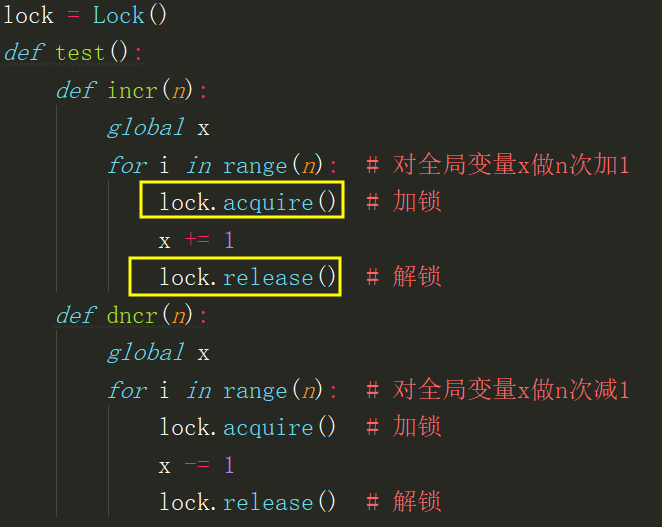 lock = Lock()
def test():
    def incr(n):
        global x
        for i in range(n):  # 对全局变量x做n次加1
            lock.acquire()  # 加锁
            x += 1
            lock.release()  # 解锁
    def dncr(n):
        global x
        for i in range(n):  # 对全局变量x做n次减1
            lock.acquire()  # 加锁
            x -= 1
            lock.release()  # 解锁